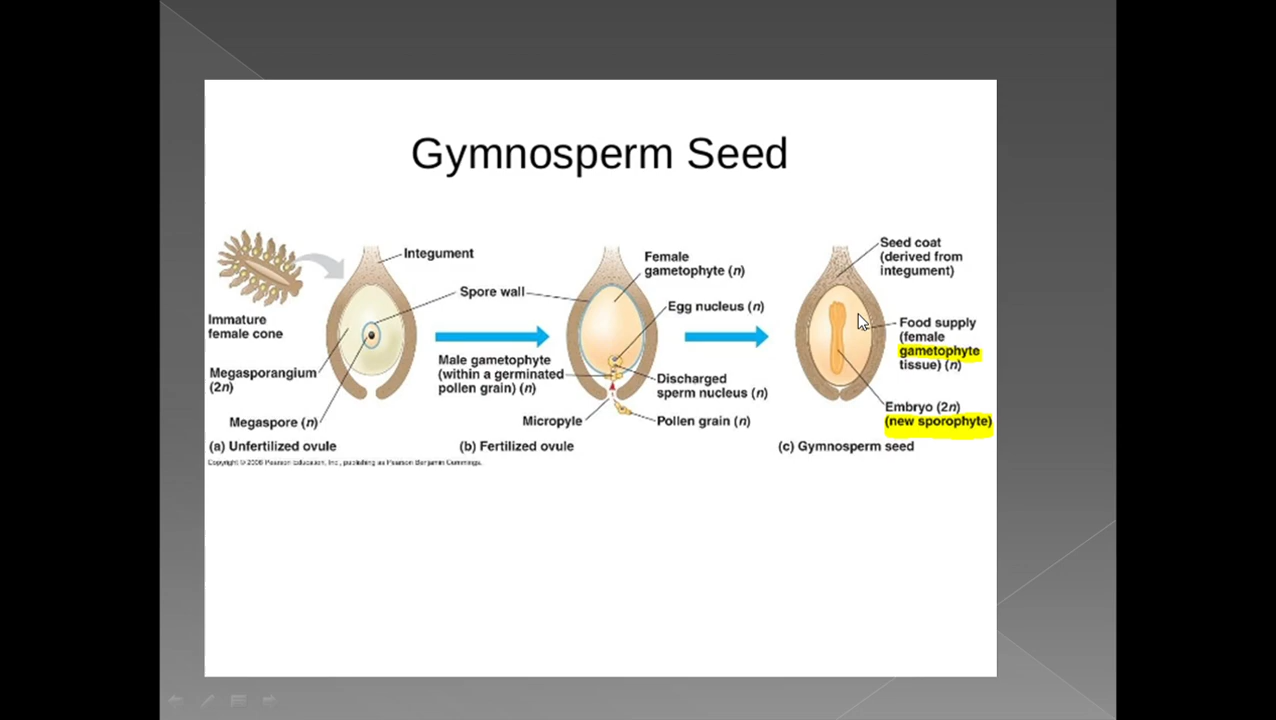 Gymnosperm Seed
Immature
female cone
Integument
Spore wall
Megasporangium
(2n)
Megaspore (n)
(a) Unfertilized ovule
Female
gametophyte (n)
Egg nucleus (n)
Male gametophyte
(within a germinated
pollen grain) (n)
Discharged
sperm nucleus (n)
Micropyle
Pollen grain (n)
(b) Fertilized ovule
Seed coat
(derived from
integument)
Food supply
(female
gametophyte
tissue) (n)
Embryo (2n)
(new sporophyte)
(c) Gymnosperm seed
Copyright © 2006 Pearson Education, Inc., publishing as Pearson Benjamin Cummings.